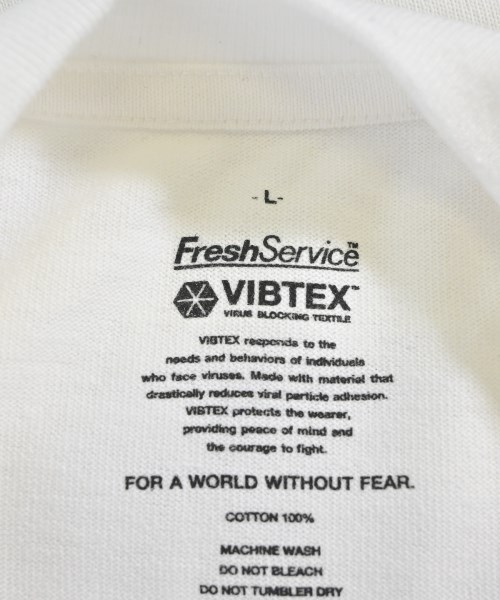 -L-
FreshService™
VIBTEX™
VIRUS BLOCKING TEXTILE
VIBTEX responds to the
needs and behaviors of individuals
who face viruses. Made with material that
drastically reduces viral particle adhesion.
VIBTEX protects the wearer,
providing peace of mind and
the courage to fight.
FOR A WORLD WITHOUT FEAR.
COTTON 100%
MACHINE WASH
DO NOT BLEACH
DO NOT TUMBLER DRY